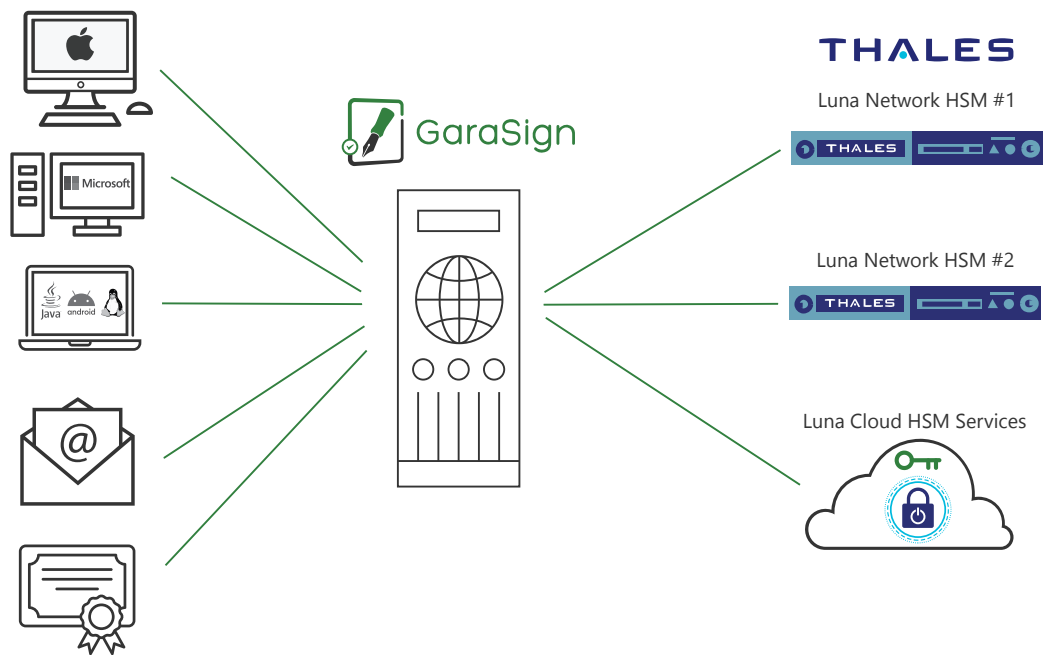 THALES
Luna Network HSM #1
THALES
GaraSign
Microsoft
Luna Network HSM #2
THALES
Java
android
Luna Cloud HSM Services
@